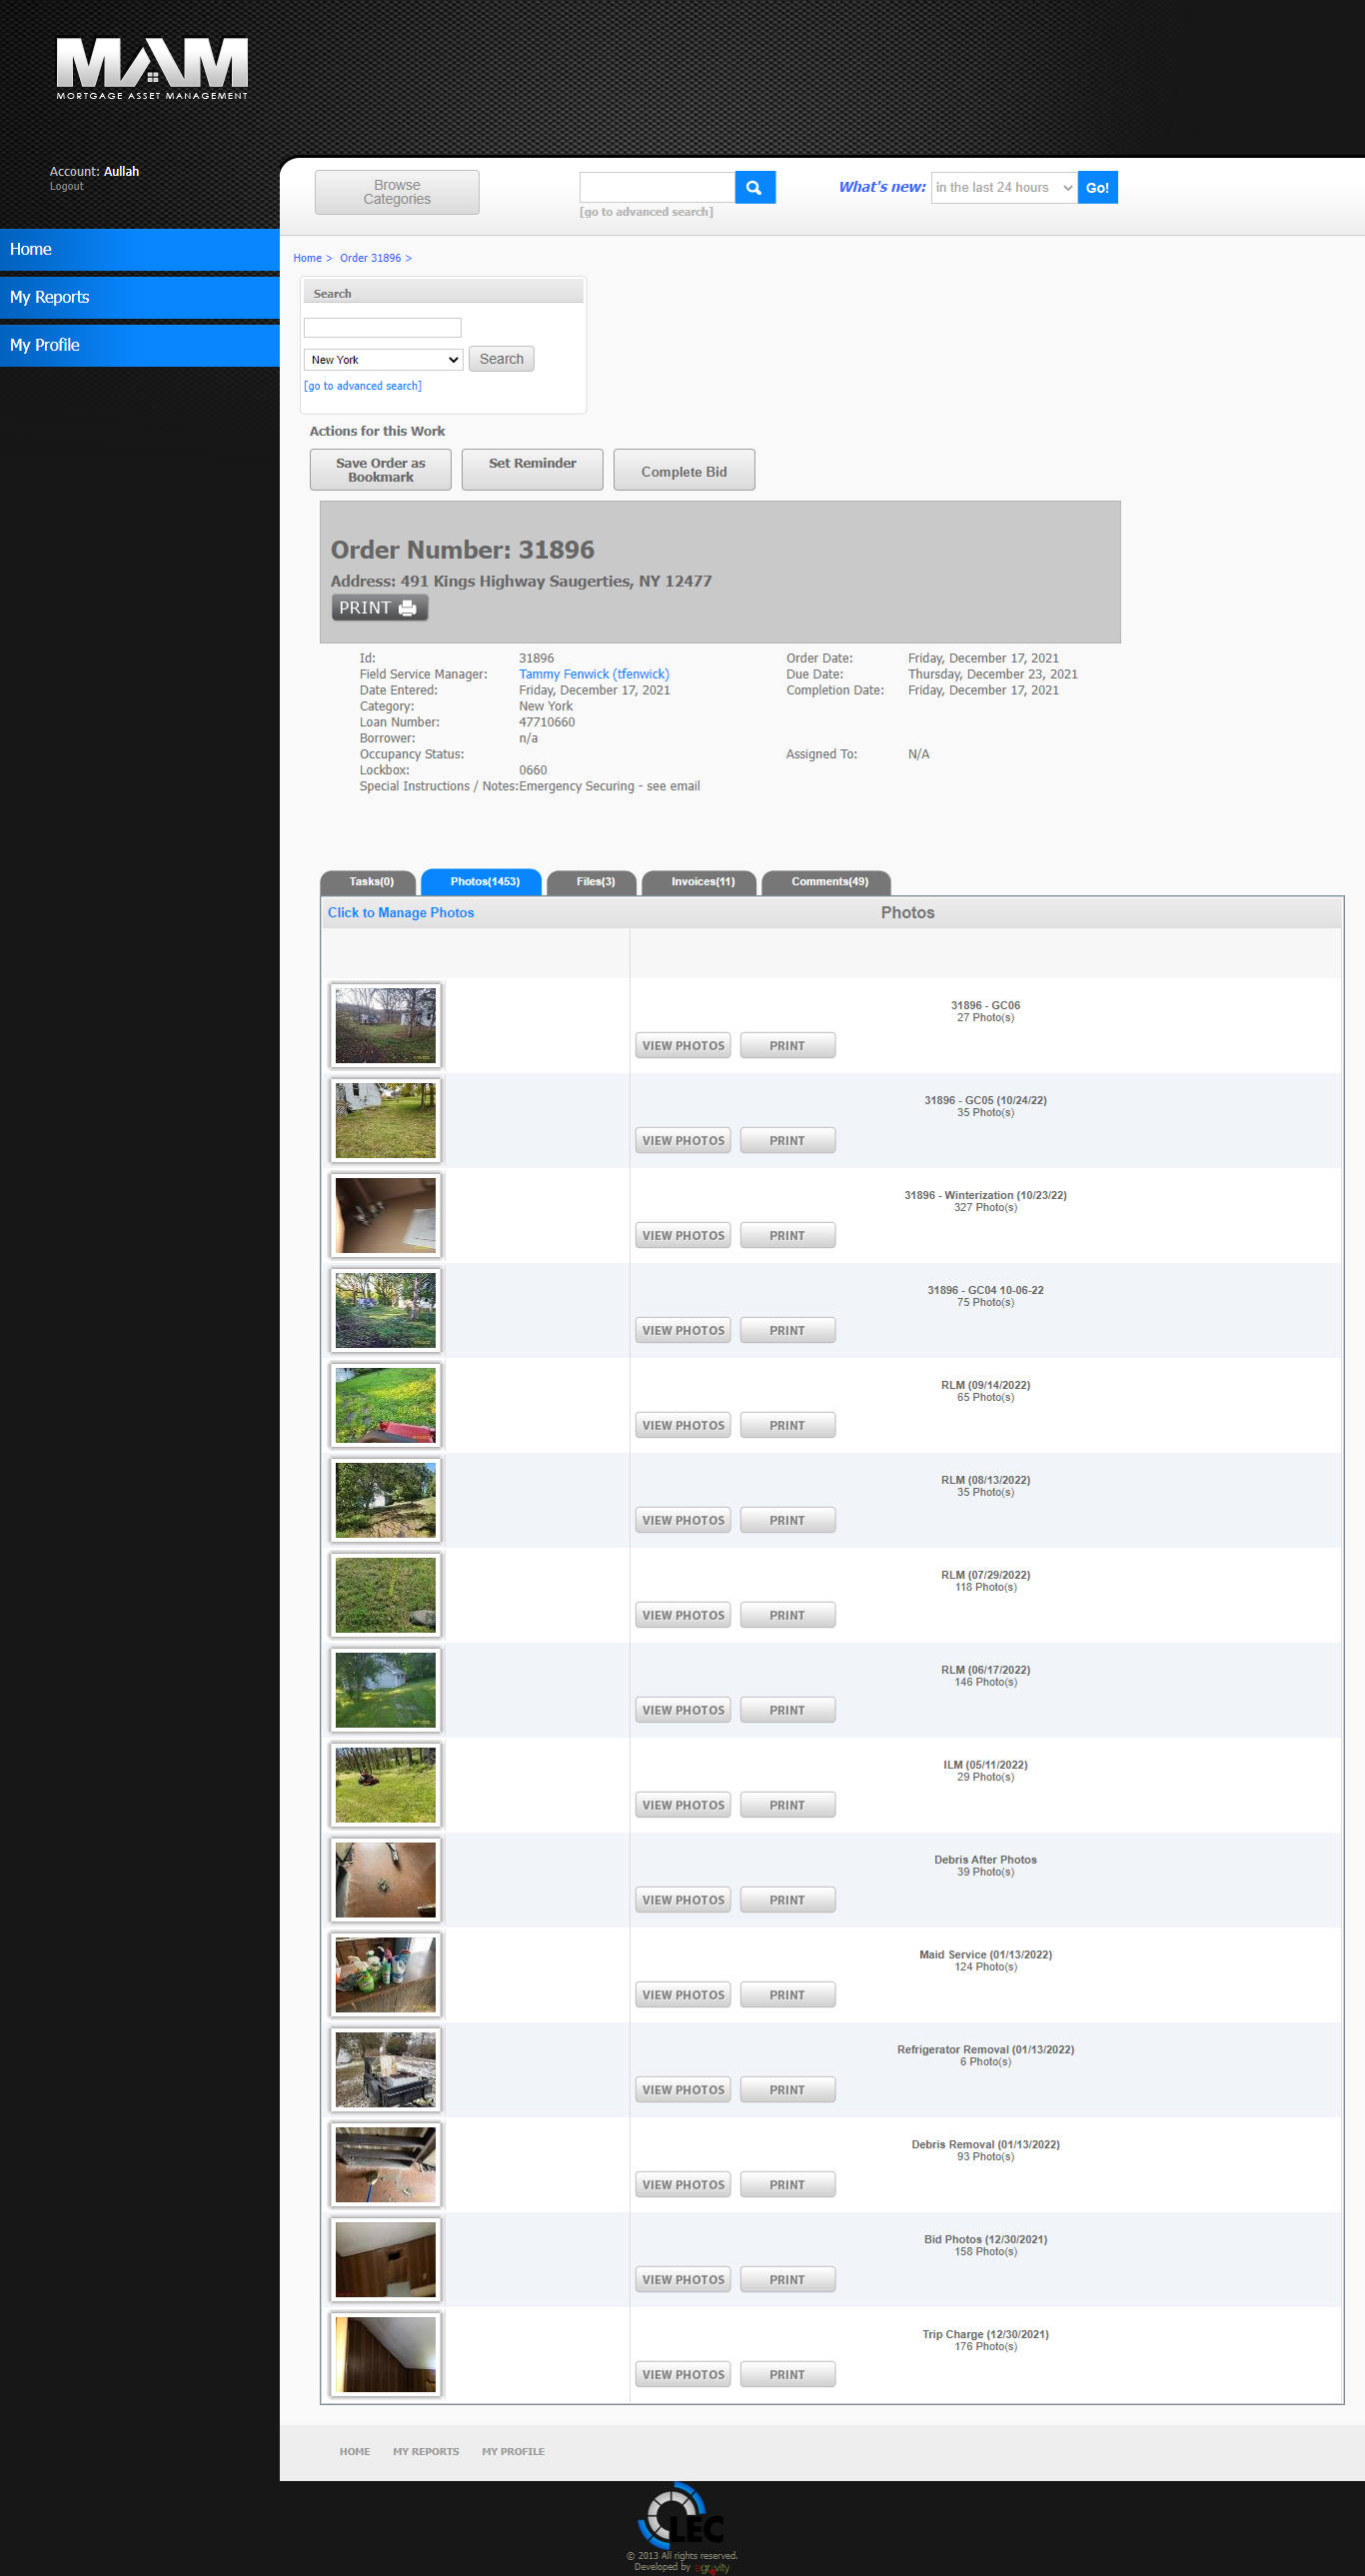 MAM
MORTGAGE ASSET MANAGEMENT
Account: Aullah
Logout
Home
My Reports
My Profile
Browse
Categories
[go to advanced search]
What's new:
in the last 24 hours
Go!
Home > Order 31896 >
Search
New York
Search
[go to advanced search]
Actions for this Work
Save Order as
Bookmark
Set Reminder
Complete Bid
Order Number: 31896
Address: 491 Kings Highway Saugerties, NY 12477
PRINT
Id: 31896 Order Date: Friday, December 17, 2021
Field Service Manager: Tammy Fenwick (tfenwick) Due Date: Thursday, December 23, 2021
Date Entered: Friday, December 17, 2021 Completion Date: Friday, December 17, 2021
Category: New York
Loan Number: 47710660
Borrower: n/a
Occupancy Status: Assigned To: N/A
Lockbox: 0660
Special Instructions / Notes: Emergency Securing - see email
Tasks(0) Photos(1453) Files(3) Invoices(11) Comments(49)
Click to Manage Photos Photos
31896 - GC06
27 Photo(s)
VIEW PHOTOS PRINT
31896 - GC05 (10/24/22)
35 Photo(s)
VIEW PHOTOS PRINT
31896 - Winterization (10/23/22)
327 Photo(s)
VIEW PHOTOS PRINT
31896 - GC04 10-06-22
75 Photo(s)
VIEW PHOTOS PRINT
RLM (09/14/2022)
65 Photo(s)
VIEW PHOTOS PRINT
RLM (08/13/2022)
35 Photo(s)
VIEW PHOTOS PRINT
RLM (07/29/2022)
118 Photo(s)
VIEW PHOTOS PRINT
RLM (06/17/2022)
146 Photo(s)
VIEW PHOTOS PRINT
ILM (05/11/2022)
29 Photo(s)
VIEW PHOTOS PRINT
Debris After Photos
39 Photo(s)
VIEW PHOTOS PRINT
Maid Service (01/13/2022)
124 Photo(s)
VIEW PHOTOS PRINT
Refrigerator Removal (01/13/2022)
6 Photo(s)
VIEW PHOTOS PRINT
Debris Removal (01/13/2022)
93 Photo(s)
VIEW PHOTOS PRINT
Bid Photos (12/30/2021)
158 Photo(s)
VIEW PHOTOS PRINT
Trip Charge (12/30/2021)
176 Photo(s)
VIEW PHOTOS PRINT
HOME MY REPORTS MY PROFILE
LEC
© 2013 All rights reserved.
Developed by egravity